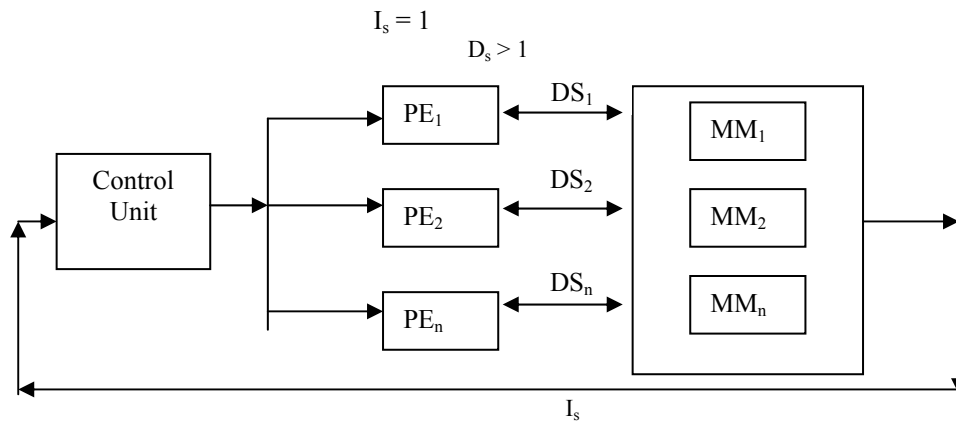 I_s = 1
D_s > 1
PE_1
DS_1
MM_1
Control
Unit
PE_2
DS_2
MM_2
PE_n
DS_n
MM_n
I_s